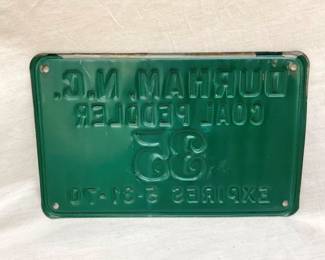 DURHAM, N.C.
COAL PEDDLER
35
EXPIRES 5-31-70